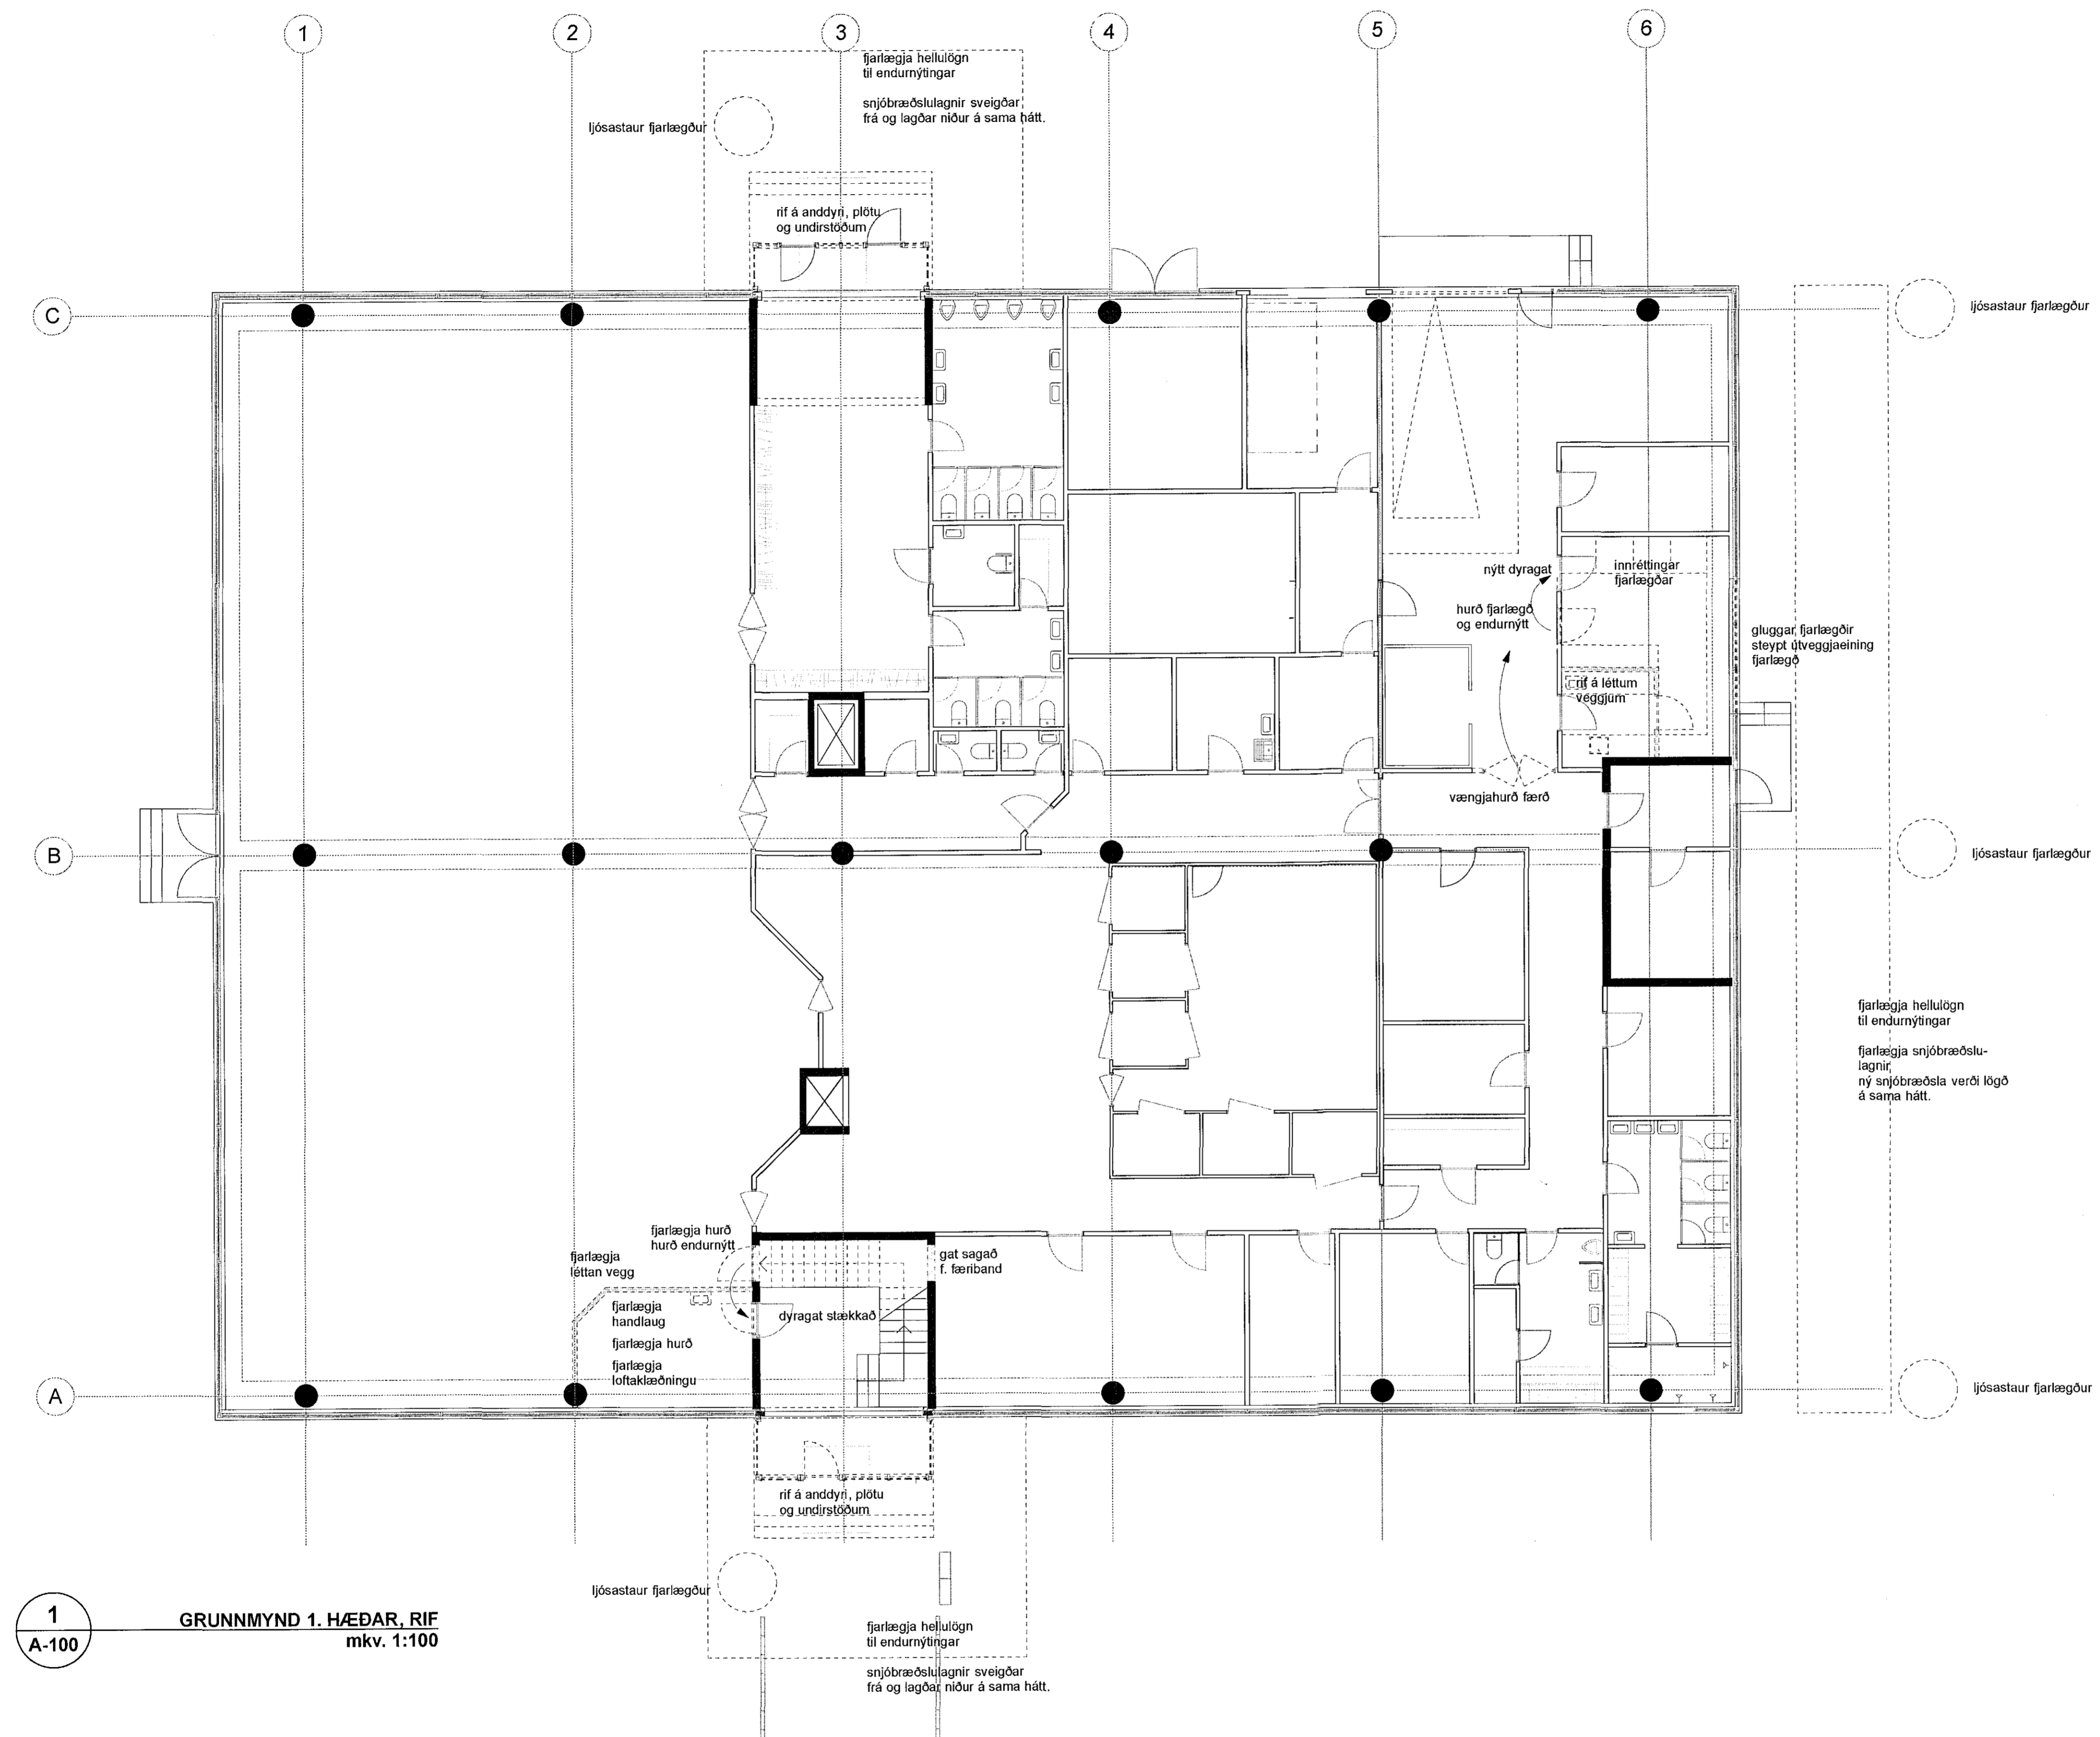 1
2
3
4
5
6
fjarlægja hellulögn
til endurnýtingar
snjóbræðslulagnir sveigðar
frá og lagðar niður á sama hátt.
ljósastaur fjarlægður
rif á anddyri, plötu
og undirstöðum
C
ljósastaur fjarlægður
nýtt dyragat
innréttingar
fjarlægðar
hurð fjarlægð
og endurnýtt
gluggar fjarlægðir
steypt útveggjaeining
fjarlægð
rif á léttum
veggjum
vængjahurð færð
B
ljósastaur fjarlægður
fjarlægja hellulögn
til endurnýtingar
fjarlægja snjóbræðslu-
lagnir
ný snjóbræðsla verði lögð
á sama hátt.
fjarlægja hurð
hurð endurnýtt
fjarlægja
léttan vegg
gat sagað
f. færiband
fjarlægja
handlaug
dyragat stækkað
fjarlægja hurð
fjarlægja
loftaklæðningu
A
ljósastaur fjarlægður
rif á anddyri, plötu
og undirstöðum
ljósastaur fjarlægður
fjarlægja hellulögn
til endurnýtingar
snjóbræðslulagnir sveigðar
frá og lagðar niður á sama hátt.
1
A-100
GRUNNMYND 1. HÆÐAR, RIF
mkv. 1:100